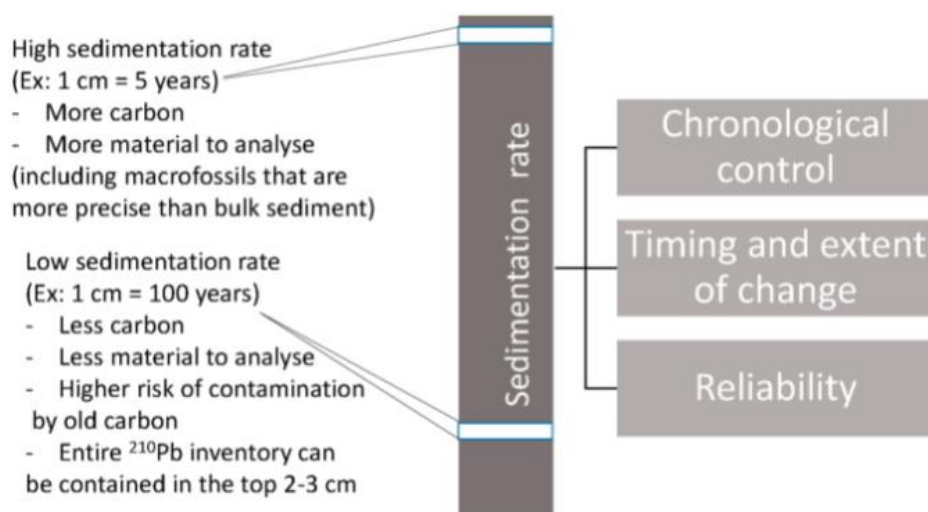 High sedimentation rate
(Ex: 1 cm = 5 years)
- More carbon
- More material to analyse
(including macrofossils that are
more precise than bulk sediment)
Low sedimentation rate
(Ex: 1 cm = 100 years)
- Less carbon
- Less material to analyse
- Higher risk of contamination
by old carbon
- Entire ²¹⁰Pb inventory can
be contained in the top 2-3 cm
Sedimentation rate
Chronological
control
Timing and extent
of change
Reliability